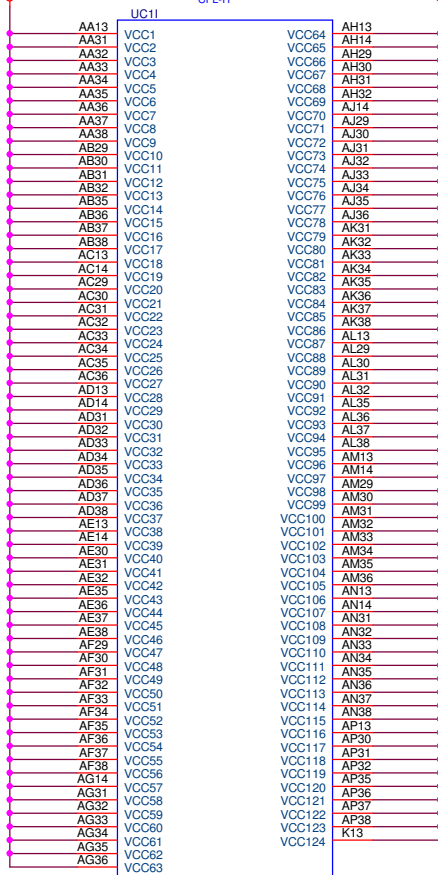 UC1I
AA13 VCC1 VCC64 AH13
AA31 VCC2 VCC65 AH14
AA32 VCC3 VCC66 AH29
AA33 VCC4 VCC67 AH30
AA34 VCC5 VCC68 AH31
AA35 VCC6 VCC69 AH32
AA36 VCC7 VCC70 AJ14
AA37 VCC8 VCC71 AJ29
AA38 VCC9 VCC72 AJ30
AB29 VCC10 VCC73 AJ31
AB30 VCC11 VCC74 AJ32
AB31 VCC12 VCC75 AJ33
AB32 VCC13 VCC76 AJ34
AB35 VCC14 VCC77 AJ35
AB36 VCC15 VCC78 AJ36
AB37 VCC16 VCC79 AK31
AB38 VCC17 VCC80 AK32
AC13 VCC18 VCC81 AK33
AC14 VCC19 VCC82 AK34
AC29 VCC20 VCC83 AK35
AC30 VCC21 VCC84 AK36
AC31 VCC22 VCC85 AK37
AC32 VCC23 VCC86 AK38
AC33 VCC24 VCC87 AL13
AC34 VCC25 VCC88 AL29
AC35 VCC26 VCC89 AL30
AC36 VCC27 VCC90 AL31
AD13 VCC28 VCC91 AL32
AD14 VCC29 VCC92 AL35
AD31 VCC30 VCC93 AL36
AD32 VCC31 VCC94 AL37
AD33 VCC32 VCC95 AL38
AD34 VCC33 VCC96 AM13
AD35 VCC34 VCC97 AM14
AD36 VCC35 VCC98 AM29
AD37 VCC36 VCC99 AM30
AD38 VCC37 VCC100 AM31
AE13 VCC38 VCC101 AM32
AE14 VCC39 VCC102 AM33
AE30 VCC40 VCC103 AM34
AE31 VCC41 VCC104 AM35
AE32 VCC42 VCC105 AM36
AE35 VCC43 VCC106 AN13
AE36 VCC44 VCC107 AN14
AE37 VCC45 VCC108 AN31
AE38 VCC46 VCC109 AN32
AF29 VCC47 VCC110 AN33
AF30 VCC48 VCC111 AN34
AF31 VCC49 VCC112 AN35
AF32 VCC50 VCC113 AN36
AF33 VCC51 VCC114 AN37
AF34 VCC52 VCC115 AN38
AF35 VCC53 VCC116 AP13
AF36 VCC54 VCC117 AP30
AF37 VCC55 VCC118 AP31
AF38 VCC56 VCC119 AP32
AG14 VCC57 VCC120 AP35
AG31 VCC58 VCC121 AP36
AG32 VCC59 VCC122 AP37
AG33 VCC60 VCC123 AP38
AG34 VCC61 VCC124 K13
AG35 VCC62
AG36 VCC63